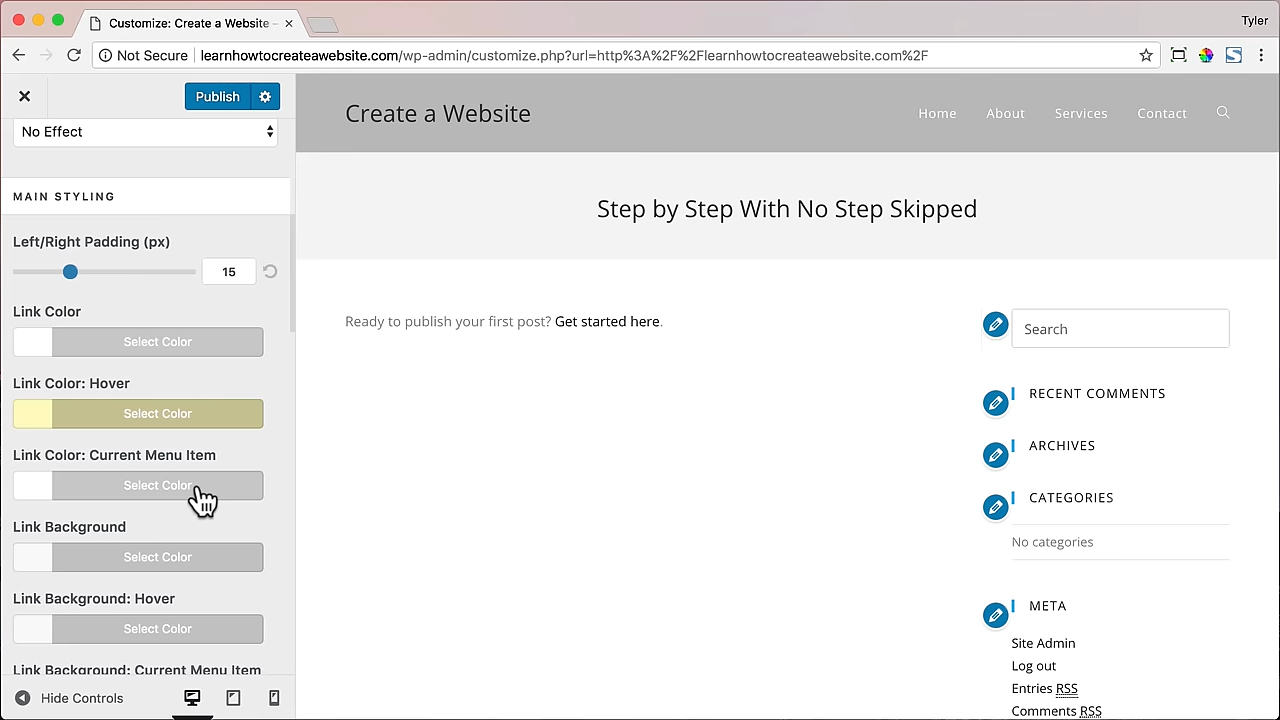 Customize: Create a Website –
Tyler
Not Secure
learnhowtocreateawebsite.com/wp-admin/customize.php?url=http%3A%2F%2Flearnhowtocreateawebsite.com%2F
Publish
No Effect
MAIN STYLING
Left/Right Padding (px)
15
Link Color
Select Color
Link Color: Hover
Select Color
Link Color: Current Menu Item
Select Color
Link Background
Select Color
Link Background: Hover
Select Color
Link Background: Current Menu Item
Hide Controls
Create a Website
Home About Services Contact
Step by Step With No Step Skipped
Ready to publish your first post? Get started here.
Search
RECENT COMMENTS
ARCHIVES
CATEGORIES
No categories
META
Site Admin
Log out
Entries RSS
Comments RSS